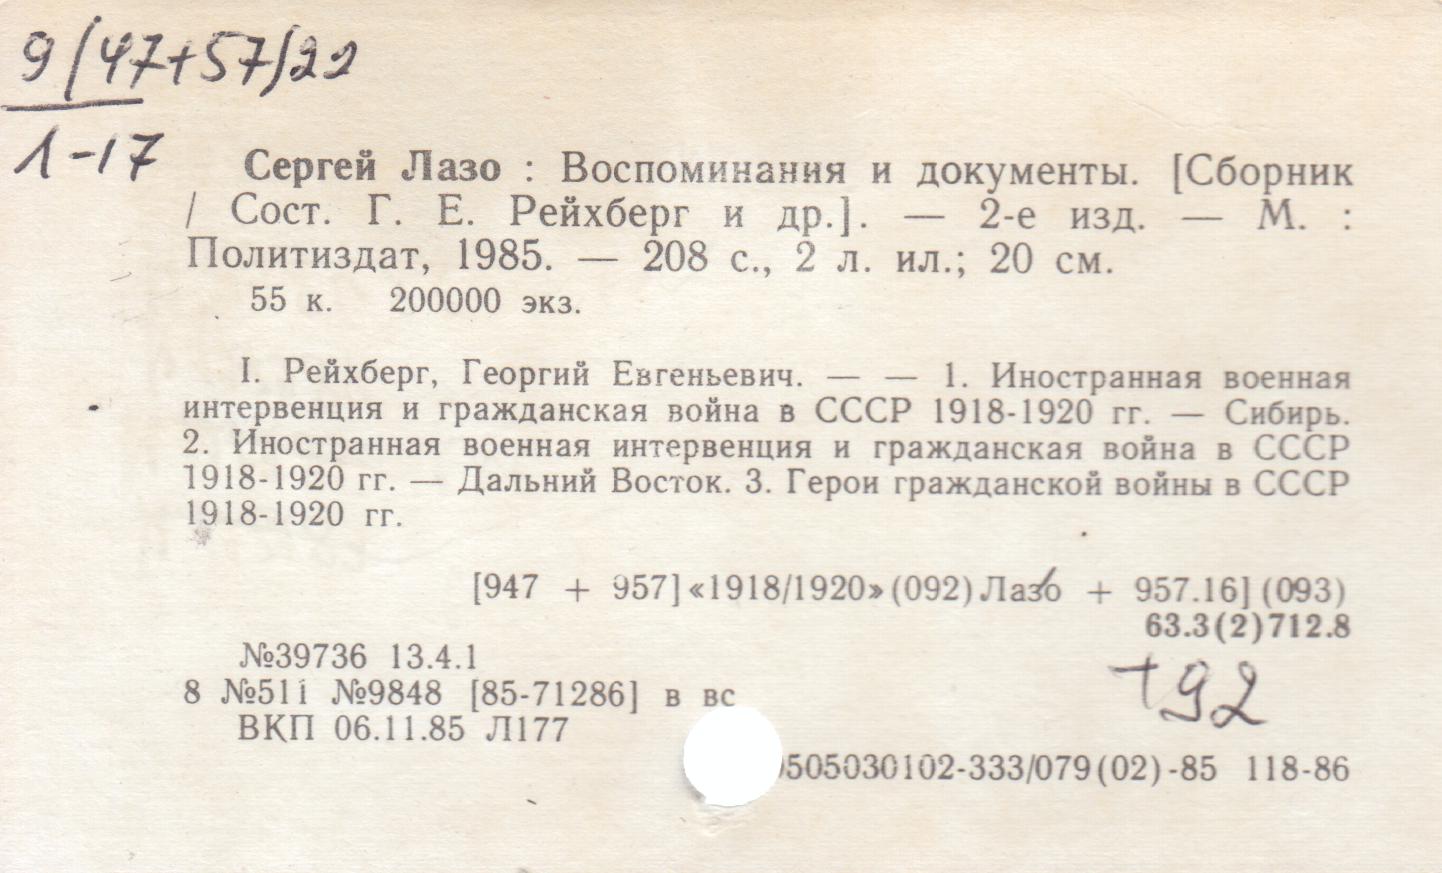 9/47+57/22
Л-17
Сергей Лазо : Воспоминания и документы. [Сборник
/ Сост. Г. Е. Рейхберг и др.]. — 2-е изд. — М. :
Политиздат, 1985. — 208 с., 2 л. ил.; 20 см.
55 к. 200000 экз.
I. Рейхберг, Георгий Евгеньевич. — — 1. Иностранная военная
интервенция и гражданская война в СССР 1918-1920 гг. — Сибирь.
2. Иностранная военная интервенция и гражданская война в СССР
1918-1920 гг. — Дальний Восток. 3. Герои гражданской войны в СССР
1918-1920 гг.
[947 + 957] «1918/1920» (092) Лазо + 957.16] (093)
63.3(2)712.8
+92
№39736 13.4.1
8 №511 №9848 [85-71286] в вс
ВКП 06.11.85 Л177
505030102-333/079(02)-85 118-86